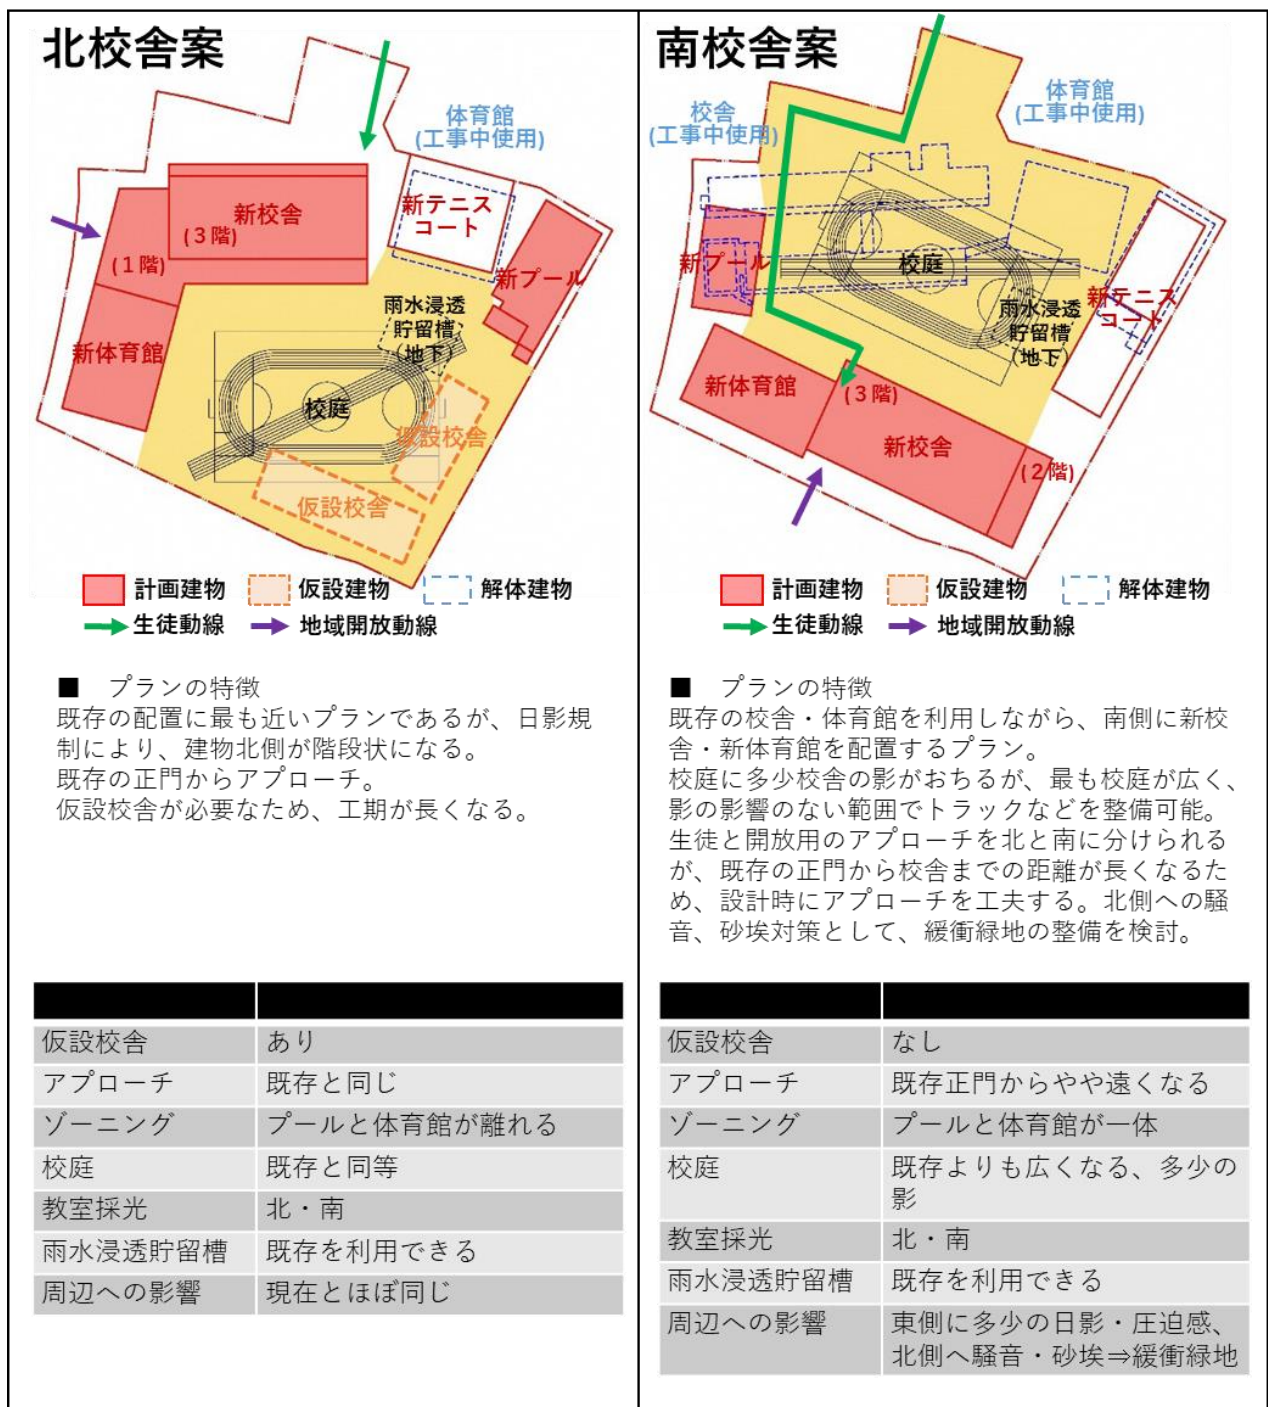 北校舎案
体育館
(工事中使用)
新校舎
(３階)
(１階)
新テニス
コート
新プール
雨水浸透
貯留槽
(地下)
新体育館
校庭
仮設校舎
仮設校舎
計画建物
仮設建物
解体建物
生徒動線
地域開放動線
■ プランの特徴
既存の配置に最も近いプランであるが、日影規
制により、建物北側が階段状になる。
既存の正門からアプローチ。
仮設校舎が必要なため、工期が長くなる。
仮設校舎 あり
アプローチ 既存と同じ
ゾーニング プールと体育館が離れる
校庭 既存と同等
教室採光 北・南
雨水浸透貯留槽 既存を利用できる
周辺への影響 現在とほぼ同じ
南校舎案
校舎
(工事中使用)
体育館
(工事中使用)
新プール
校庭
新テニス
コート
雨水浸透
貯留槽
(地下)
新体育館
(３階)
新校舎
(２階)
計画建物
仮設建物
解体建物
生徒動線
地域開放動線
■ プランの特徴
既存の校舎・体育館を利用しながら、南側に新校
舎・新体育館を配置するプラン。
校庭に多少校舎の影がおちるが、最も校庭が広く、
影の影響のない範囲でトラックなどを整備可能。
生徒と開放用のアプローチを北と南に分けられる
が、既存の正門から校舎までの距離が長くなるた
め、設計時にアプローチを工夫する。北側への騒
音、砂埃対策として、緩衝緑地の整備を検討。
仮設校舎 なし
アプローチ 既存正門からやや遠くなる
ゾーニング プールと体育館が一体
校庭 既存よりも広くなる、多少の
影
教室採光 北・南
雨水浸透貯留槽 既存を利用できる
周辺への影響 東側に多少の日影・圧迫感、
北側へ騒音・砂埃⇒緩衝緑地